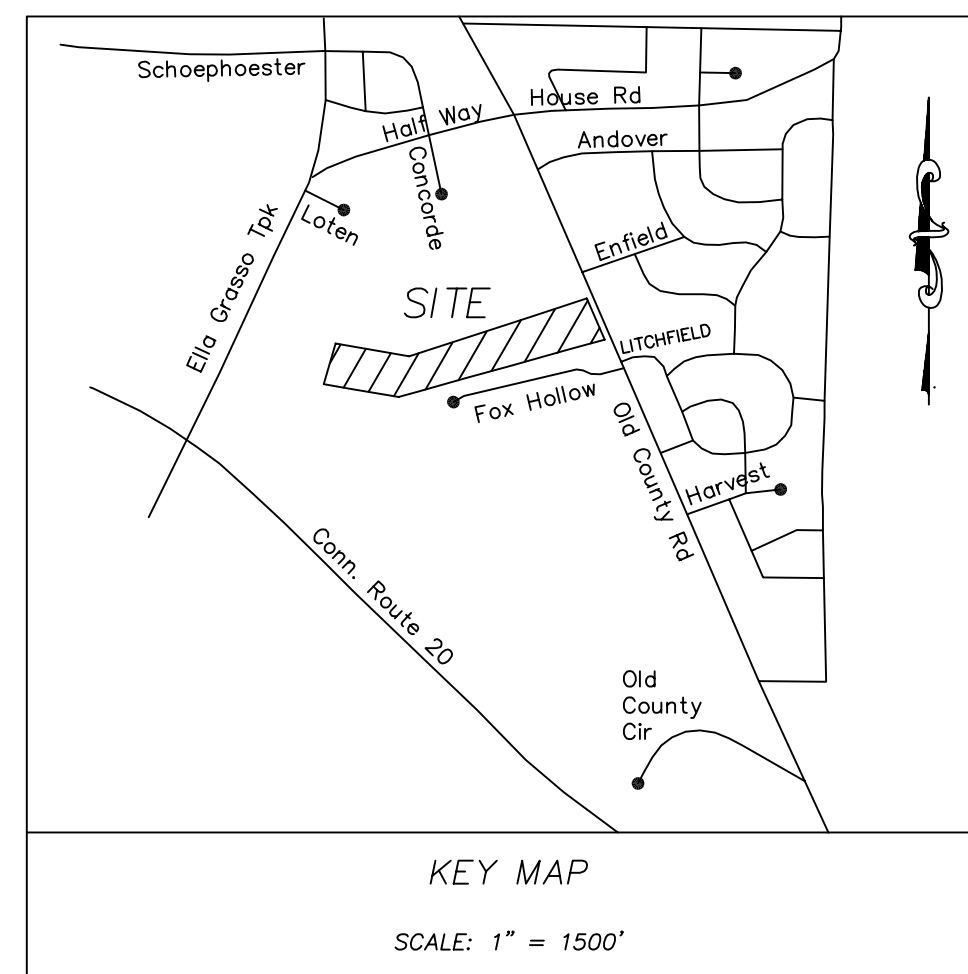 Schoephoester
Half Way House Rd
Andover
Concorde
Loten
Enfield
Ella Grasso Tpk
SITE
LITCHFIELD
Fox Hollow
Old County Rd
Harvest
Conn. Route 20
Old
County
Cir
KEY MAP
SCALE: 1" = 1500'